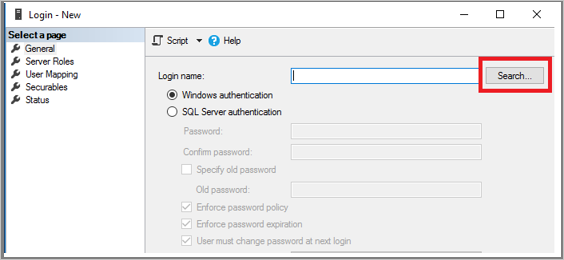 Login - New
Select a page
General
Server Roles
User Mapping
Securables
Status
Script
Help
Login name:
Search...
Windows authentication
SQL Server authentication
Password:
Confirm password:
Specify old password
Old password:
Enforce password policy
Enforce password expiration
User must change password at next login